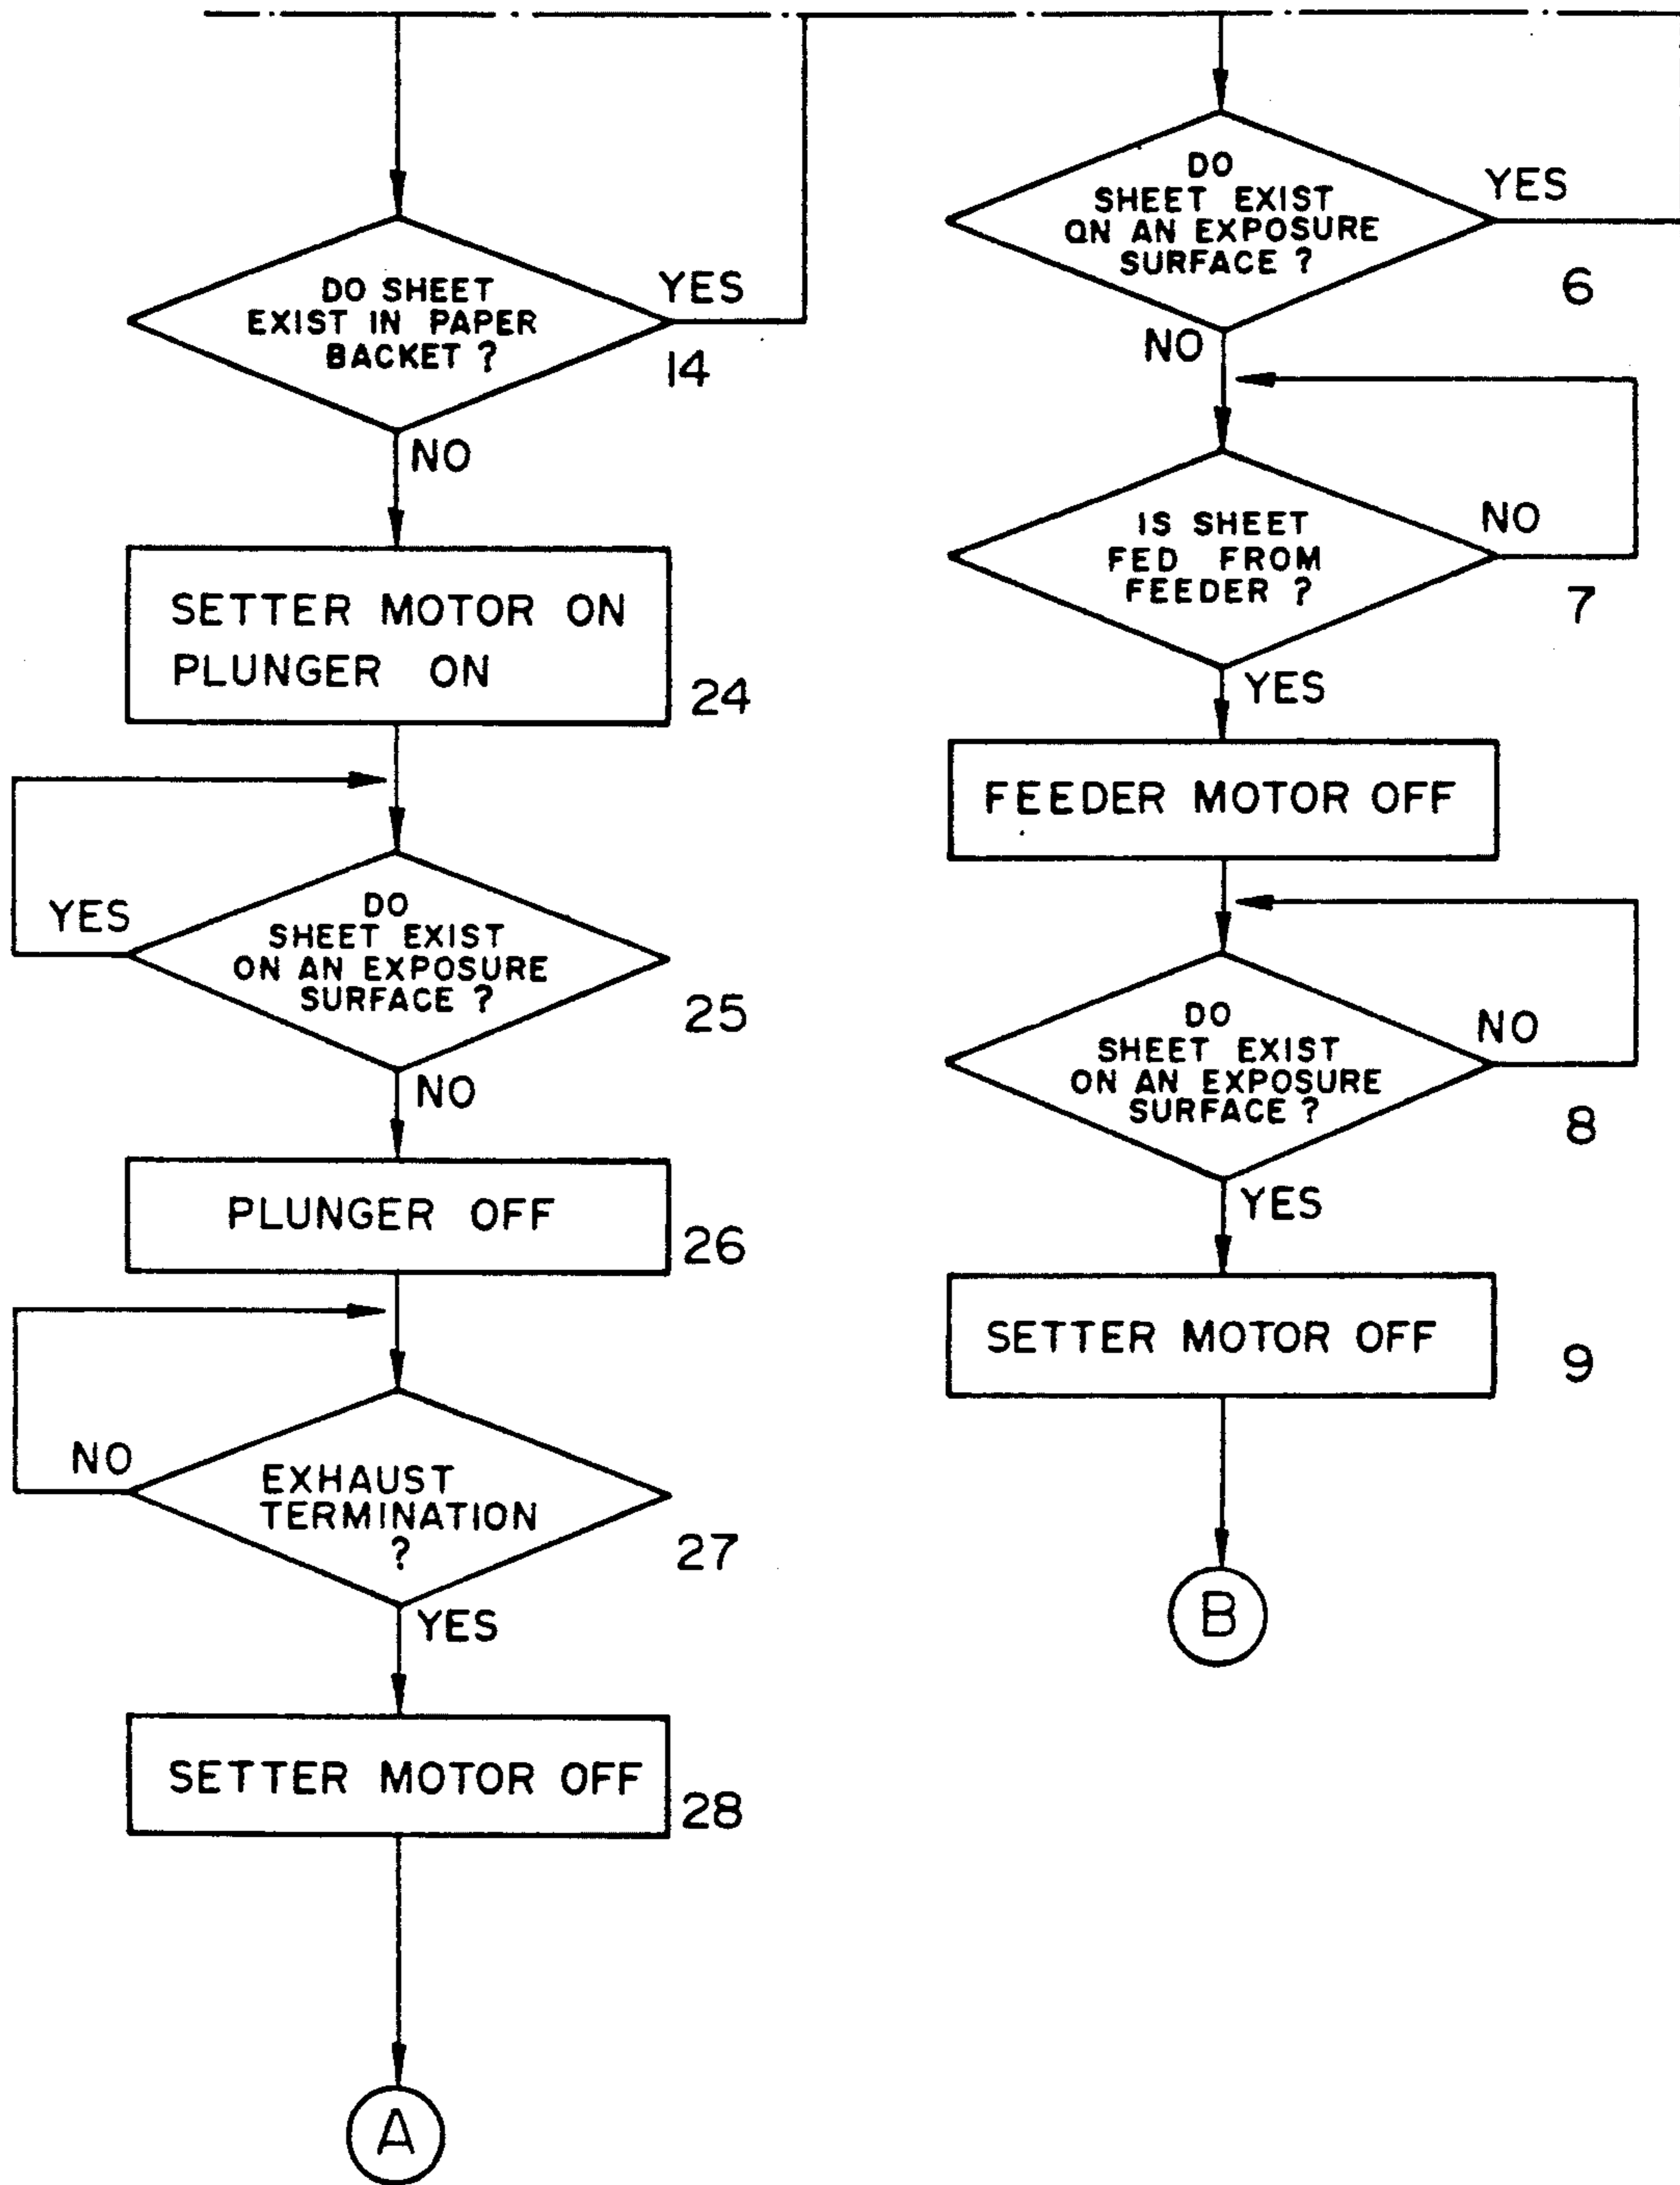 DO SHEET
EXIST IN PAPER
BACKET ?
YES
14
NO
SETTER MOTOR ON
PLUNGER ON
24
DO
SHEET EXIST
ON AN EXPOSURE
SURFACE ?
YES
25
NO
PLUNGER OFF
26
EXHAUST
TERMINATION
?
NO
27
YES
SETTER MOTOR OFF
28
A
DO
SHEET EXIST
ON AN EXPOSURE
SURFACE ?
YES
6
NO
IS SHEET
FED FROM
FEEDER ?
NO
7
YES
FEEDER MOTOR OFF
DO
SHEET EXIST
ON AN EXPOSURE
SURFACE ?
NO
8
YES
SETTER MOTOR OFF
9
B